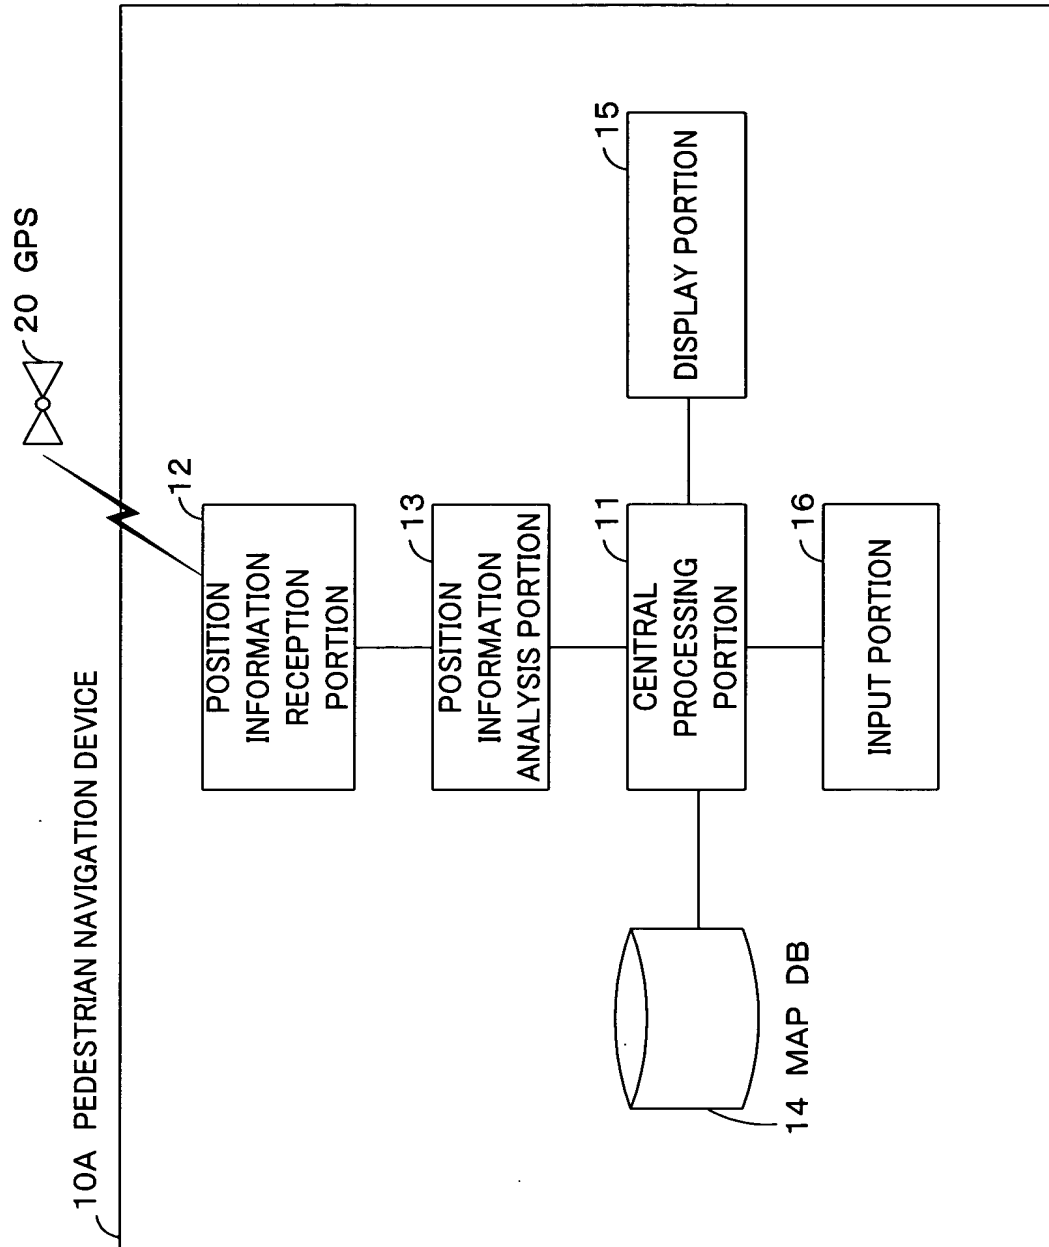 10A PEDESTRIAN NAVIGATION DEVICE
20 GPS
12
POSITION
INFORMATION
RECEPTION
PORTION
13
POSITION
INFORMATION
ANALYSIS PORTION
14 MAP DB
11
CENTRAL
PROCESSING
PORTION
15
DISPLAY PORTION
16
INPUT PORTION